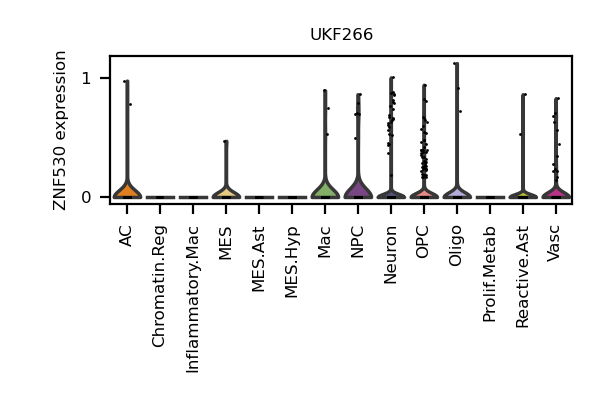 UKF266
ZNF530 expression
1
0
AC
Chromatin.Reg
Inflammatory.Mac
MES
MES.Ast
MES.Hyp
Mac
NPC
Neuron
OPC
Oligo
Prolif.Metab
Reactive.Ast
Vasc